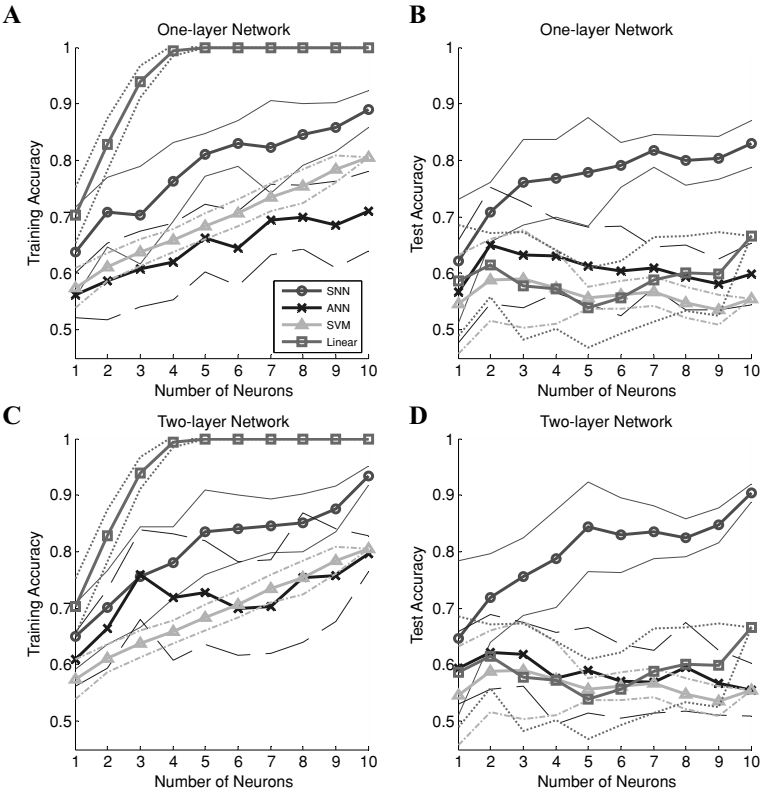 A
One-layer Network
1
0.9
0.8
0.7
0.6
0.5
Training Accuracy
SNN
ANN
SVM
Linear
1 2 3 4 5 6 7 8 9 10
Number of Neurons
B
One-layer Network
1
0.9
0.8
0.7
0.6
0.5
Test Accuracy
1 2 3 4 5 6 7 8 9 10
Number of Neurons
C
Two-layer Network
1
0.9
0.8
0.7
0.6
0.5
Training Accuracy
1 2 3 4 5 6 7 8 9 10
Number of Neurons
D
Two-layer Network
1
0.9
0.8
0.7
0.6
0.5
Test Accuracy
1 2 3 4 5 6 7 8 9 10
Number of Neurons